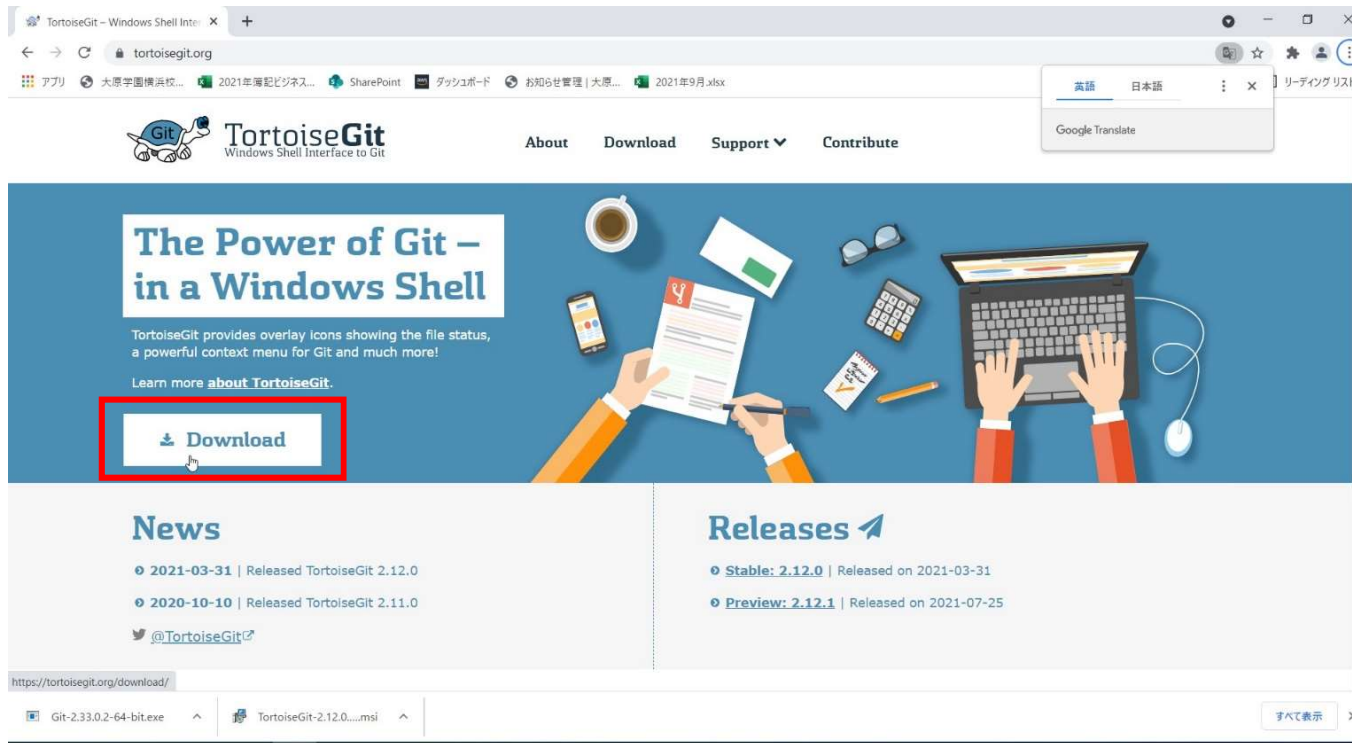 TortoiseGit – Windows Shell Inter
tortoisegit.org
アプリ 大原学園横浜校... 2021年簿記ビジネス... SharePoint ダッシュボード お知らせ管理 | 大原... 2021年9月.xlsx リーディング リスト
英語 日本語
Google Translate
Git TortoiseGit
Windows Shell Interface to Git
About Download Support Contribute
The Power of Git –
in a Windows Shell
TortoiseGit provides overlay icons showing the file status,
a powerful context menu for Git and much more!
Learn more about TortoiseGit.
Download
News
2021-03-31 | Released TortoiseGit 2.12.0
2020-10-10 | Released TortoiseGit 2.11.0
@TortoiseGit
Releases
Stable: 2.12.0 | Released on 2021-03-31
Preview: 2.12.1 | Released on 2021-07-25
https://tortoisegit.org/download/
Git-2.33.0.2-64-bit.exe TortoiseGit-2.12.0.....msi すべて表示